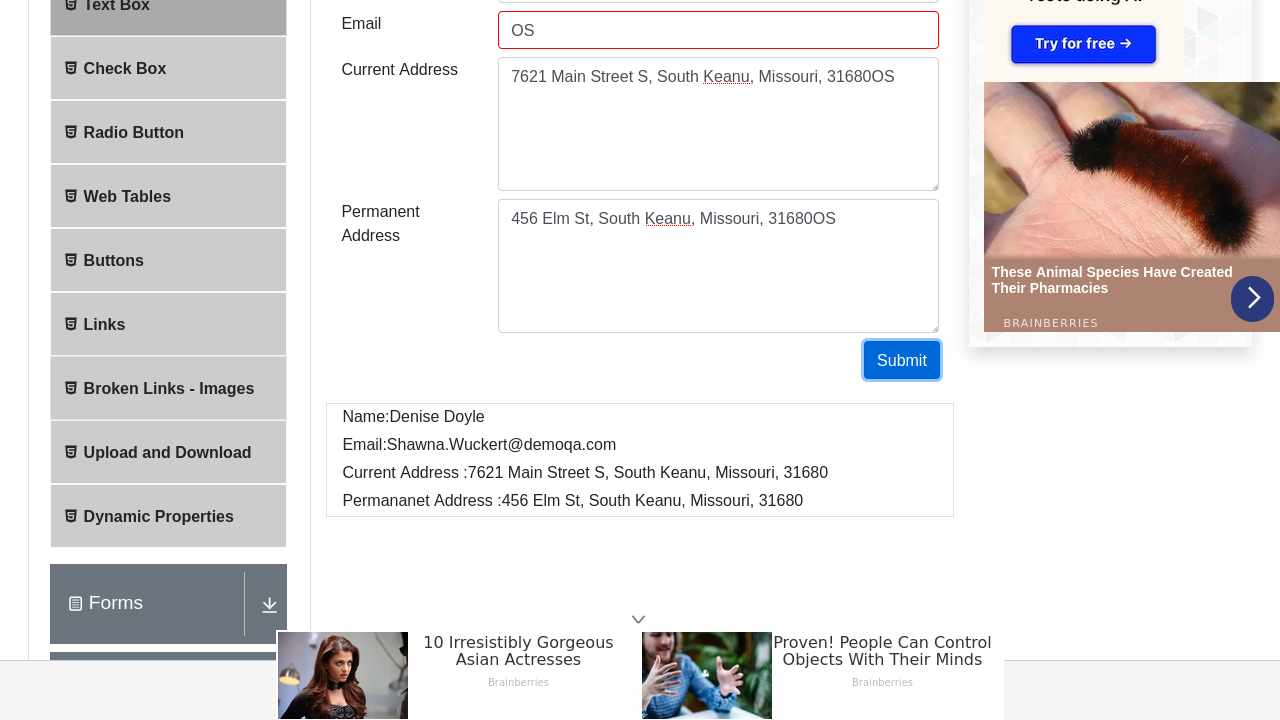 Text Box
Check Box
Radio Button
Web Tables
Buttons
Links
Broken Links - Images
Upload and Download
Dynamic Properties
Forms
Email
OS
Current Address
7621 Main Street S, South Keanu, Missouri, 31680OS
Permanent
Address
456 Elm St, South Keanu, Missouri, 31680OS
Submit
Name:Denise Doyle
Email:Shawna.Wuckert@demoqa.com
Current Address :7621 Main Street S, South Keanu, Missouri, 31680
Permananet Address :456 Elm St, South Keanu, Missouri, 31680
Try for free →
These Animal Species Have Created
Their Pharmacies
BRAINBERRIES
10 Irresistibly Gorgeous
Asian Actresses
Brainberries
Proven! People Can Control
Objects With Their Minds
Brainberries